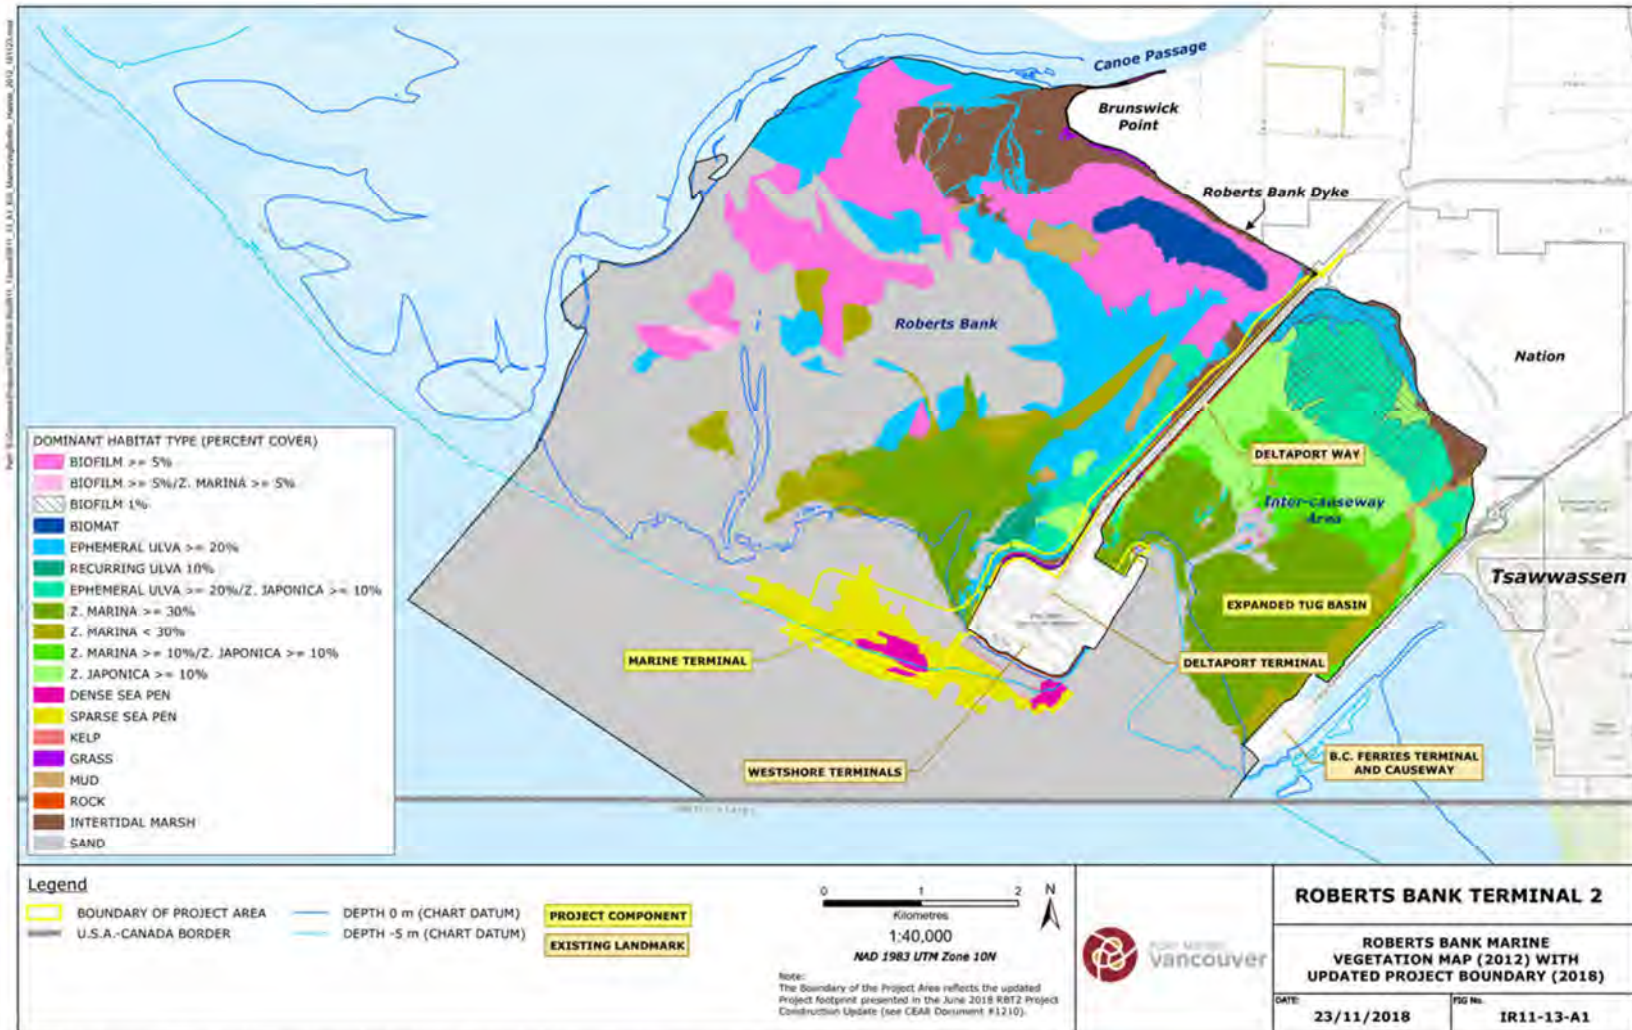 Canoe Passage
Brunswick
Point
Roberts Bank Dyke
Roberts Bank
Nation
DELTAPORT WAY
Inter-causeway
Area
Tsawwassen
EXPANDED TUG BASIN
MARINE TERMINAL
DELTAPORT TERMINAL
WESTSHORE TERMINALS
B.C. FERRIES TERMINAL
AND CAUSEWAY
DOMINANT HABITAT TYPE (PERCENT COVER)
BIOFILM >= 5%
BIOFILM >= 5%/Z. MARINA >= 5%
BIOFILM 1%
BIOMAT
EPHEMERAL ULVA >= 20%
RECURRING ULVA 10%
EPHEMERAL ULVA >= 20%/Z. JAPONICA >= 10%
Z. MARINA >= 30%
Z. MARINA < 30%
Z. MARINA >= 10%/Z. JAPONICA >= 10%
Z. JAPONICA >= 10%
DENSE SEA PEN
SPARSE SEA PEN
KELP
GRASS
MUD
ROCK
INTERTIDAL MARSH
SAND
Legend
BOUNDARY OF PROJECT AREA
U.S.A.-CANADA BORDER
DEPTH 0 m (CHART DATUM)
DEPTH -5 m (CHART DATUM)
PROJECT COMPONENT
EXISTING LANDMARK
0 1 2
Kilometres
N
1:40,000
NAD 1983 UTM Zone 10N
Note:
The Boundary of the Project Area reflects the updated
Project footprint presented in the June 2018 RBT2 Project
Construction Update (see CEAR Document #1210).
PORT METRO
vancouver
ROBERTS BANK TERMINAL 2
ROBERTS BANK MARINE
VEGETATION MAP (2012) WITH
UPDATED PROJECT BOUNDARY (2018)
DATE:
23/11/2018
FIG No.
IR11-13-A1